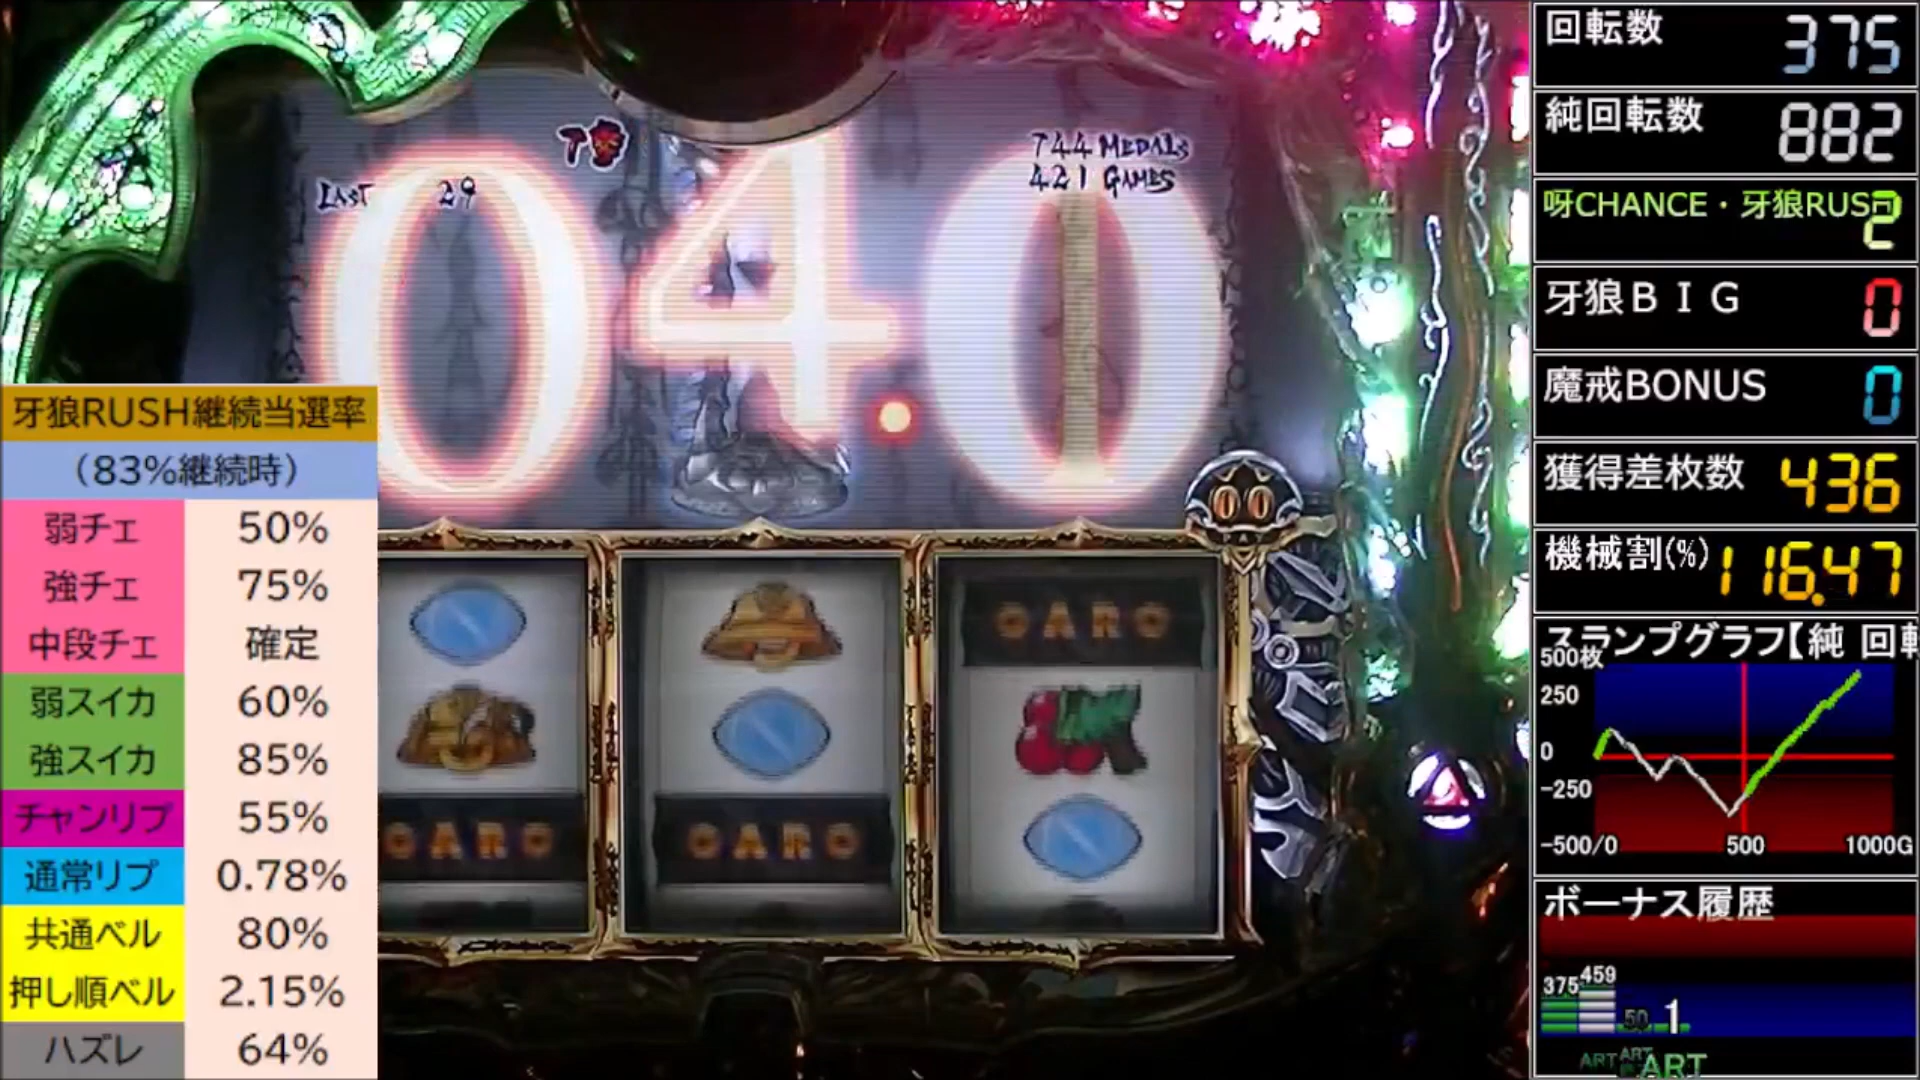 LAST 29
744 MEDALS
421 GAMES
04.0
00
GARO
GARO
GARO
牙狼RUSH継続当選率
(83%継続時)
弱チェ 50%
強チェ 75%
中段チェ 確定
弱スイカ 60%
強スイカ 85%
チャンリプ 55%
通常リプ 0.78%
共通ベル 80%
押し順ベル 2.15%
ハズレ 64%
回転数 375
純回転数 882
呀CHANCE・牙狼RUSH 2
牙狼BIG 0
魔戒BONUS 0
獲得差枚数 436
機械割(%) 116.47
スランプグラフ【純 回転
500枚
250
0
-250
-500/0 500 1000G
ボーナス履歴
375 459 50 1
ART ART ART